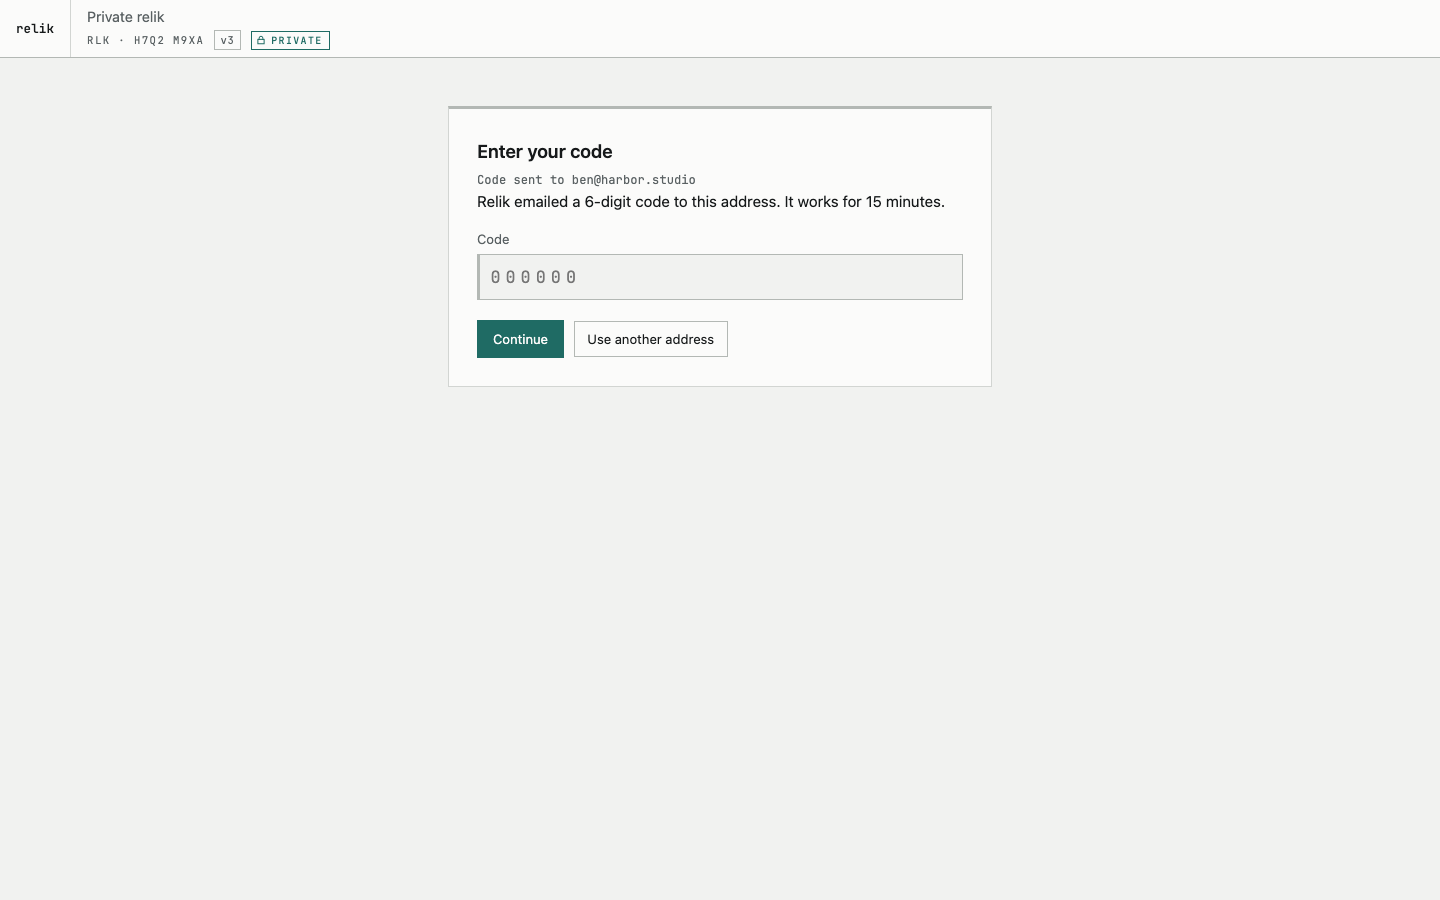 relik
Private relik
RLK · H7Q2 M9XA v3 PRIVATE
Enter your code
Code sent to ben@harbor.studio
Relik emailed a 6-digit code to this address. It works for 15 minutes.
Code
000000
Continue Use another address